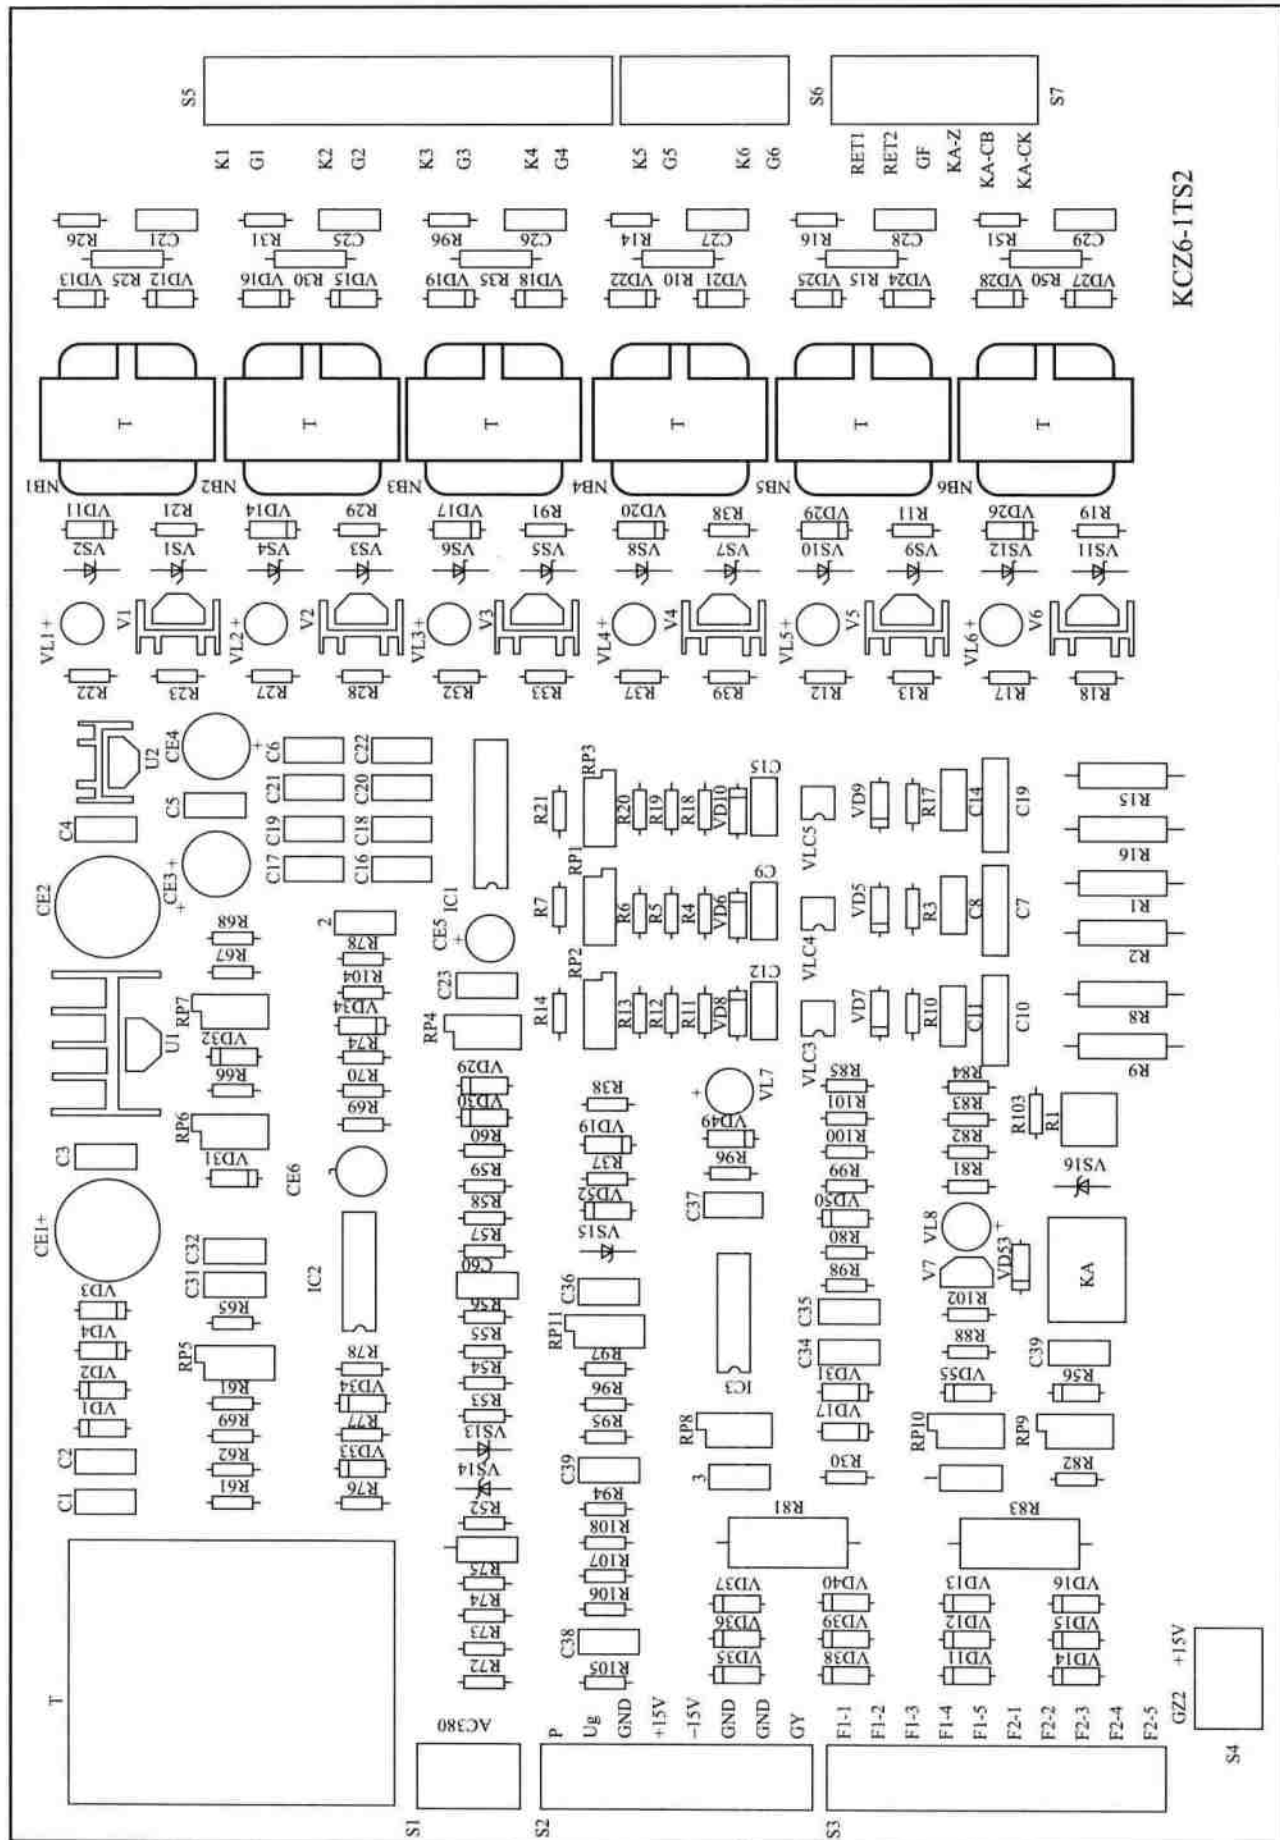 S5
S6
S7
K1
G1
K2
G2
K3
G3
K4
G4
K5
G5
K6
G6
RET1
RET2
GF
KA-Z
KA-CB
KA-CK
KCZ6-1TS2
R26
C21
R31
C25
R96
C26
R14
C27
R16
C28
R51
C29
VD13
R25
VD12
VD16
R30
VD15
VD19
R35
VD18
VD22
R10
VD21
VD25
R15
VD24
VD28
R50
VD27
T
T
T
T
T
T
NB1
NB2
NB3
NB4
NB5
NB6
VD11
R21
VD14
R29
VD17
R91
VD20
R38
VD29
R11
VD26
R19
VS2
VS1
VS4
VS3
VS6
VS5
VS8
VS7
VS10
VS9
VS12
VS11
VL1+
V1
VL2+
V2
VL3+
V3
VL4+
V4
VL5+
V5
VL6+
V6
R22
R23
R27
R28
R32
R33
R37
R39
R12
R13
R17
R18
U2
CE4
+
C6
C22
C4
C5
C21
C20
C19
C18
C17
C16
CE2
+
CE3+
IC1
R21
RP3
R20
R19
R18
VD10
C15
VLC5
VD9
R17
C14
C19
R15
R16
R7
RP1
R6
R5
R4
VD6
C9
VLC4
VD5
R3
C8
C7
R1
R2
R14
RP2
R13
R12
R11
VD8
C12
VLC3
VD7
R10
C11
C10
R8
R9
R68
R67
RP7
VD32
R66
RP6
VD31
U1
2
R78
R104
VD34
R74
R70
R69
CE5
+
C23
RP4
VD29
VD30
R60
R59
R58
R57
C60
R56
R55
R54
R53
VS13
VS14
R52
R75
R74
R73
R72
C3
CE1+
VD3
VD4
VD2
VD1
C2
C1
C32
C31
R65
RP5
R61
R69
R62
R61
CE6
IC2
R78
VD34
R77
VD33
R76
R38
VD19
R37
VD52
VS15
C36
RP11
R97
R96
R95
C39
R94
R108
R107
R106
C38
R105
+
VL7
VD49
R96
C37
IC3
RP8
3
R81
VD37
VD36
VD35
R85
R101
R100
R99
VD50
R80
R98
C35
C34
VD31
VD17
R30
VD40
VD39
VD38
R84
R83
R82
R81
VL8
+
V7
VD53
R102
R88
VD55
RP10
1
R83
VD13
VD12
VD11
R103
R1
VS16
KA
C39
R56
RP9
R82
VD16
VD15
VD14
T
AC380
S1
P
Ug
GND
+15V
−15V
GND
GND
GY
S2
F1-1
F1-2
F1-3
F1-4
F1-5
F2-1
F2-2
F2-3
F2-4
F2-5
S3
GZ2
+15V
S4